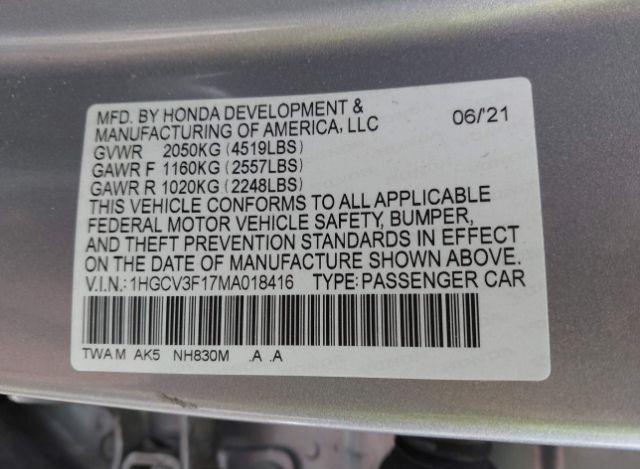 MFD. BY HONDA DEVELOPMENT &
MANUFACTURING OF AMERICA, LLC 06/'21
GVWR 2050KG (4519LBS)
GAWR F 1160KG (2557LBS)
GAWR R 1020KG (2248LBS)
THIS VEHICLE CONFORMS TO ALL APPLICABLE
FEDERAL MOTOR VEHICLE SAFETY, BUMPER,
AND THEFT PREVENTION STANDARDS IN EFFECT
ON THE DATE OF MANUFACTURE SHOWN ABOVE.
V.I.N.: 1HGCV3F17MA018416 TYPE: PASSENGER CAR
TWA M AK5 NH830M .A .A